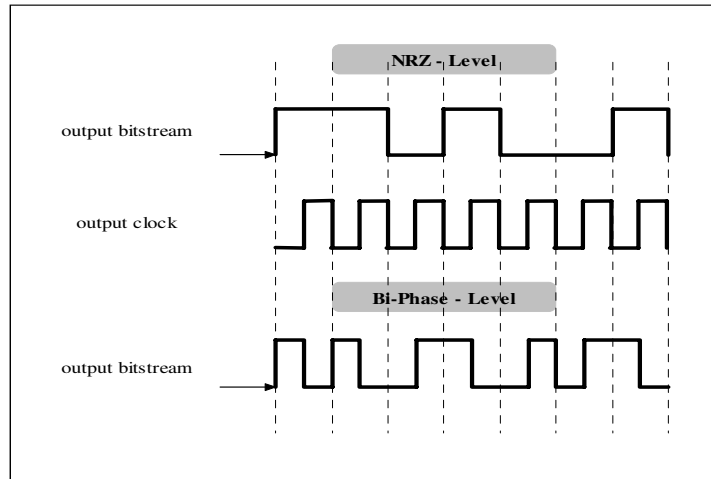 NRZ - Level
output bitstream
output clock
Bi-Phase - Level
output bitstream